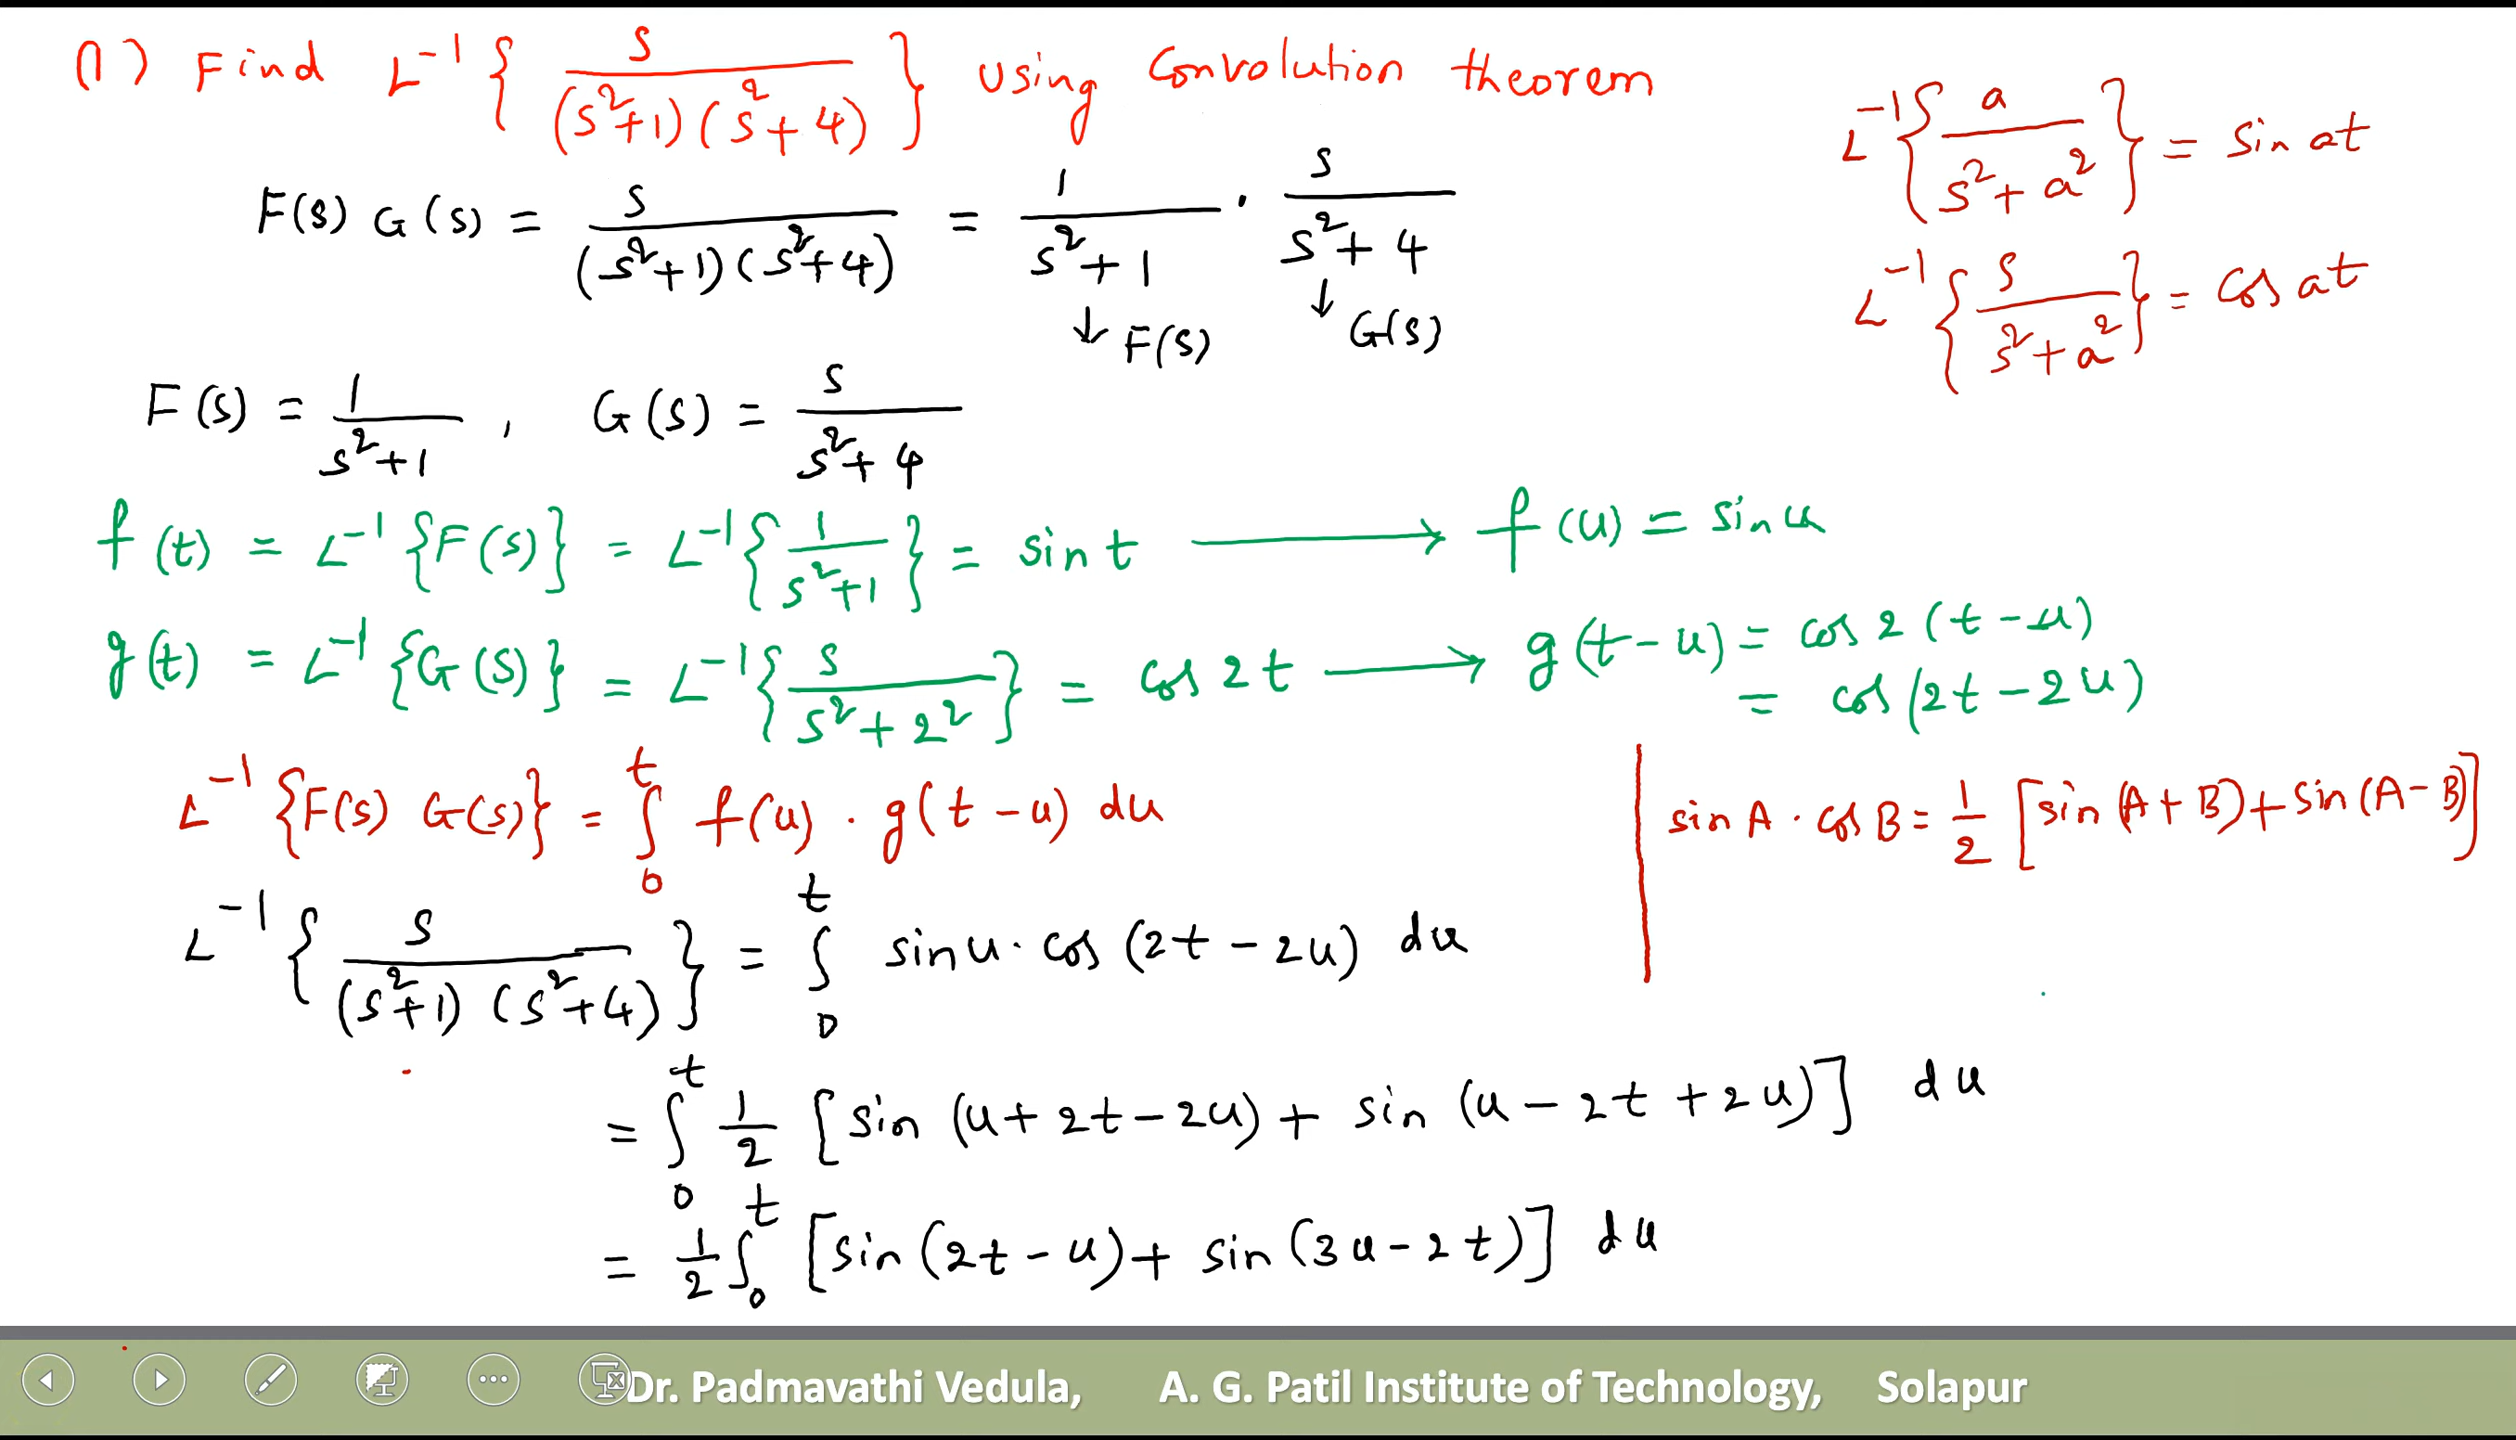 (1) Find L⁻¹{ s / (s²+1)(s²+4) } using convolution theorem
L⁻¹{ a / s²+a² } = sin at
F(s) G(s) = s / (s²+1)(s²+4) = 1 / s²+1 · s / s²+4
L⁻¹{ s / s²+a² } = cos at
↓ F(s) ↓ G(s)
F(s) = 1 / s²+1 , G(s) = s / s²+4
f(t) = L⁻¹{F(s)} = L⁻¹{ 1 / s²+1 } = sin t ⟶ f(u) = sin u
g(t) = L⁻¹{G(s)} = L⁻¹{ s / s²+2² } = cos 2t ⟶ g(t-u) = cos 2(t-u)
= cos(2t-2u)
L⁻¹{F(s) G(s)} = ∫₀ᵗ f(u) · g(t-u) du
sin A · cos B = 1/2 [sin(A+B)+sin(A-B)]
L⁻¹{ s / (s²+1)(s²+4) } = ∫₀ᵗ sin u · cos(2t-2u) du
= ∫₀ᵗ 1/2 [sin(u+2t-2u) + sin(u-2t+2u)] du
= 1/2 ∫₀ᵗ [sin(2t-u)+ sin(3u-2t)] du
Dr. Padmavathi Vedula, A. G. Patil Institute of Technology, Solapur